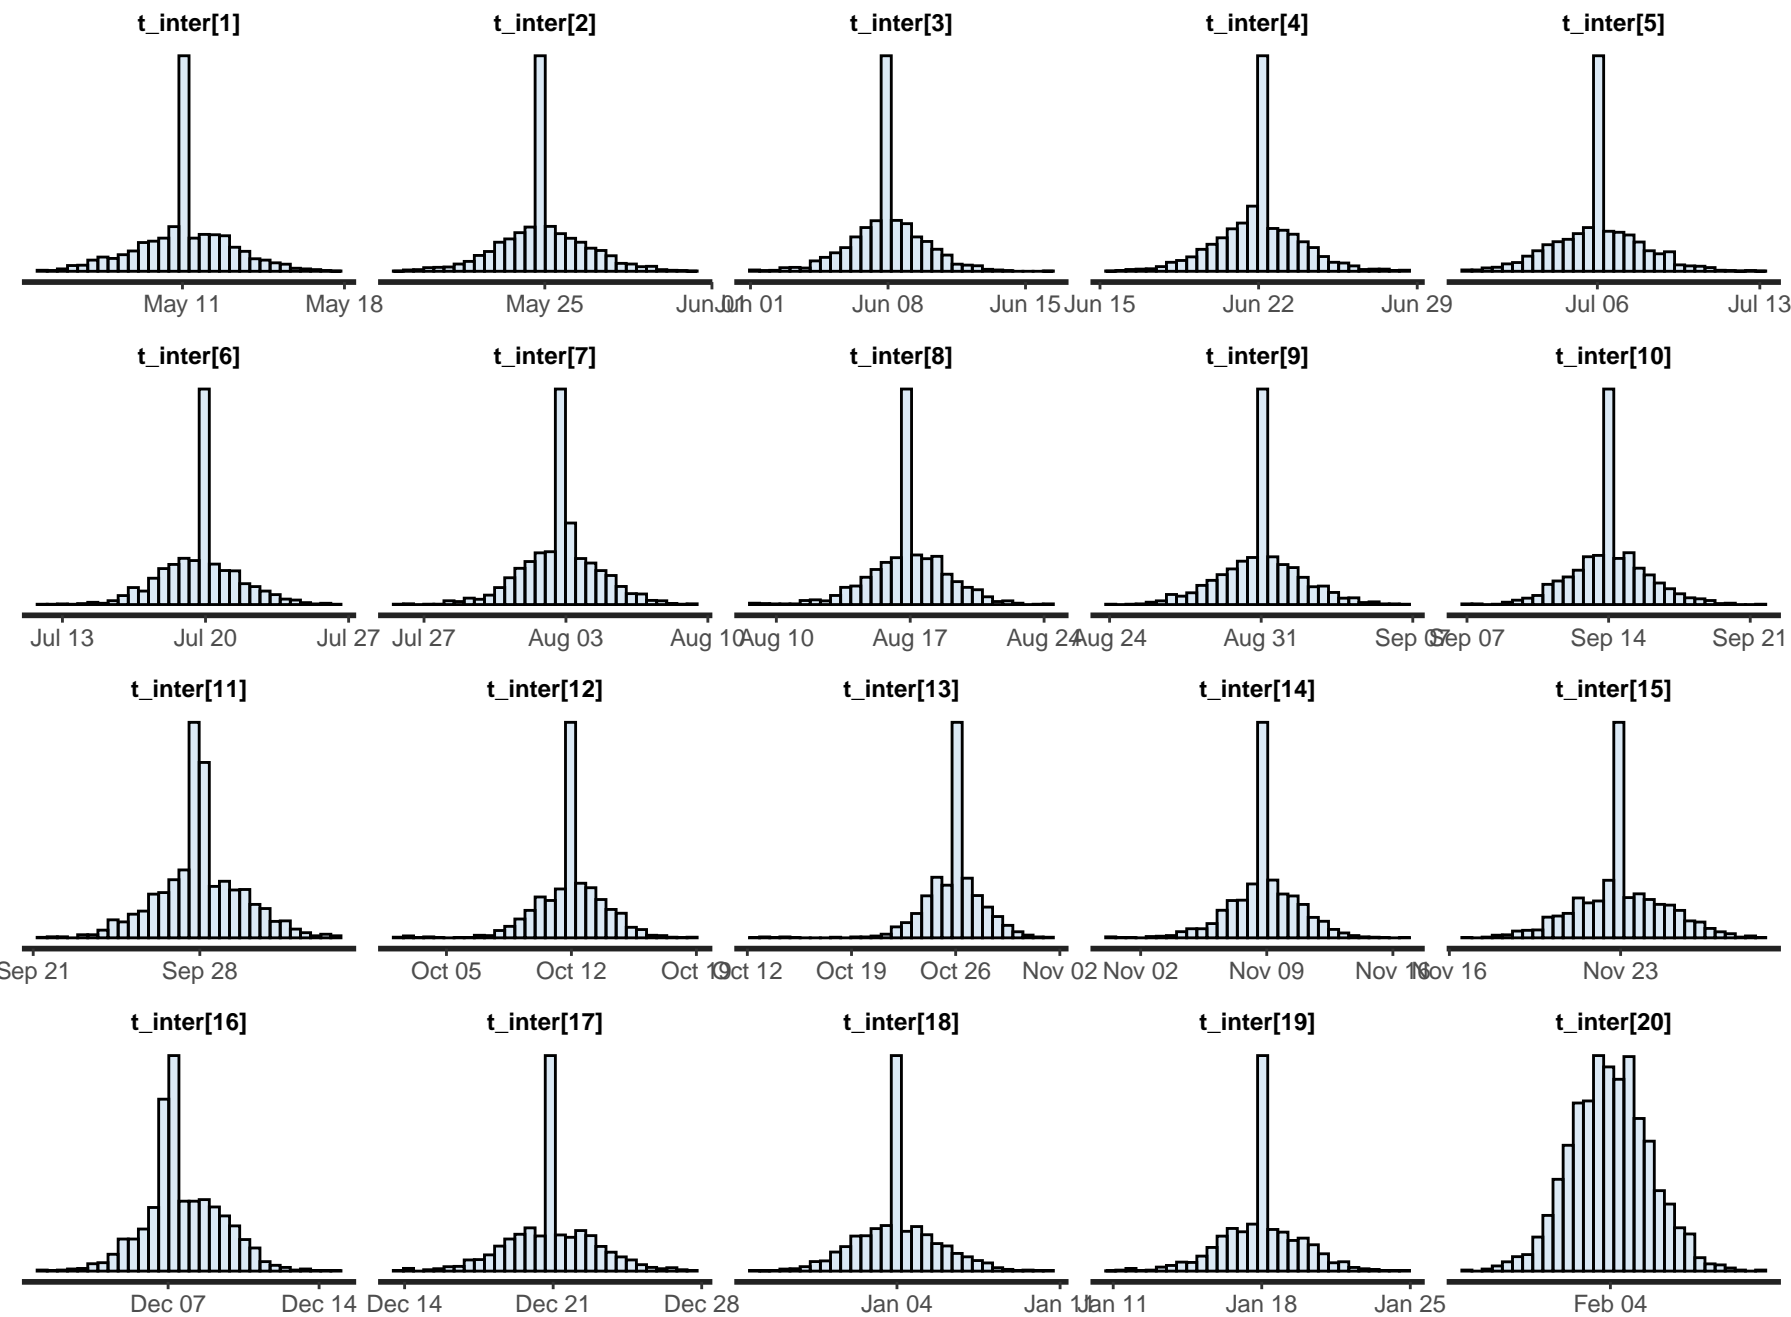 t_inter[1] t_inter[2] t_inter[3] t_inter[4] t_inter[5]
May 11 May 18 May 25 Jun 01 Jun 01 Jun 08 Jun 15 Jun 15 Jun 22 Jun 29 Jul 06 Jul 13
t_inter[6] t_inter[7] t_inter[8] t_inter[9] t_inter[10]
Jul 13 Jul 20 Jul 27 Jul 27 Aug 03 Aug 10 Aug 10 Aug 17 Aug 24 Aug 24 Aug 31 Sep 07 Sep 07 Sep 14 Sep 21
t_inter[11] t_inter[12] t_inter[13] t_inter[14] t_inter[15]
Sep 21 Sep 28 Oct 05 Oct 12 Oct 19 Oct 12 Oct 19 Oct 26 Nov 02 Nov 02 Nov 09 Nov 16 Nov 16 Nov 23
t_inter[16] t_inter[17] t_inter[18] t_inter[19] t_inter[20]
Dec 07 Dec 14 Dec 14 Dec 21 Dec 28 Jan 04 Jan 11 Jan 11 Jan 18 Jan 25 Feb 04